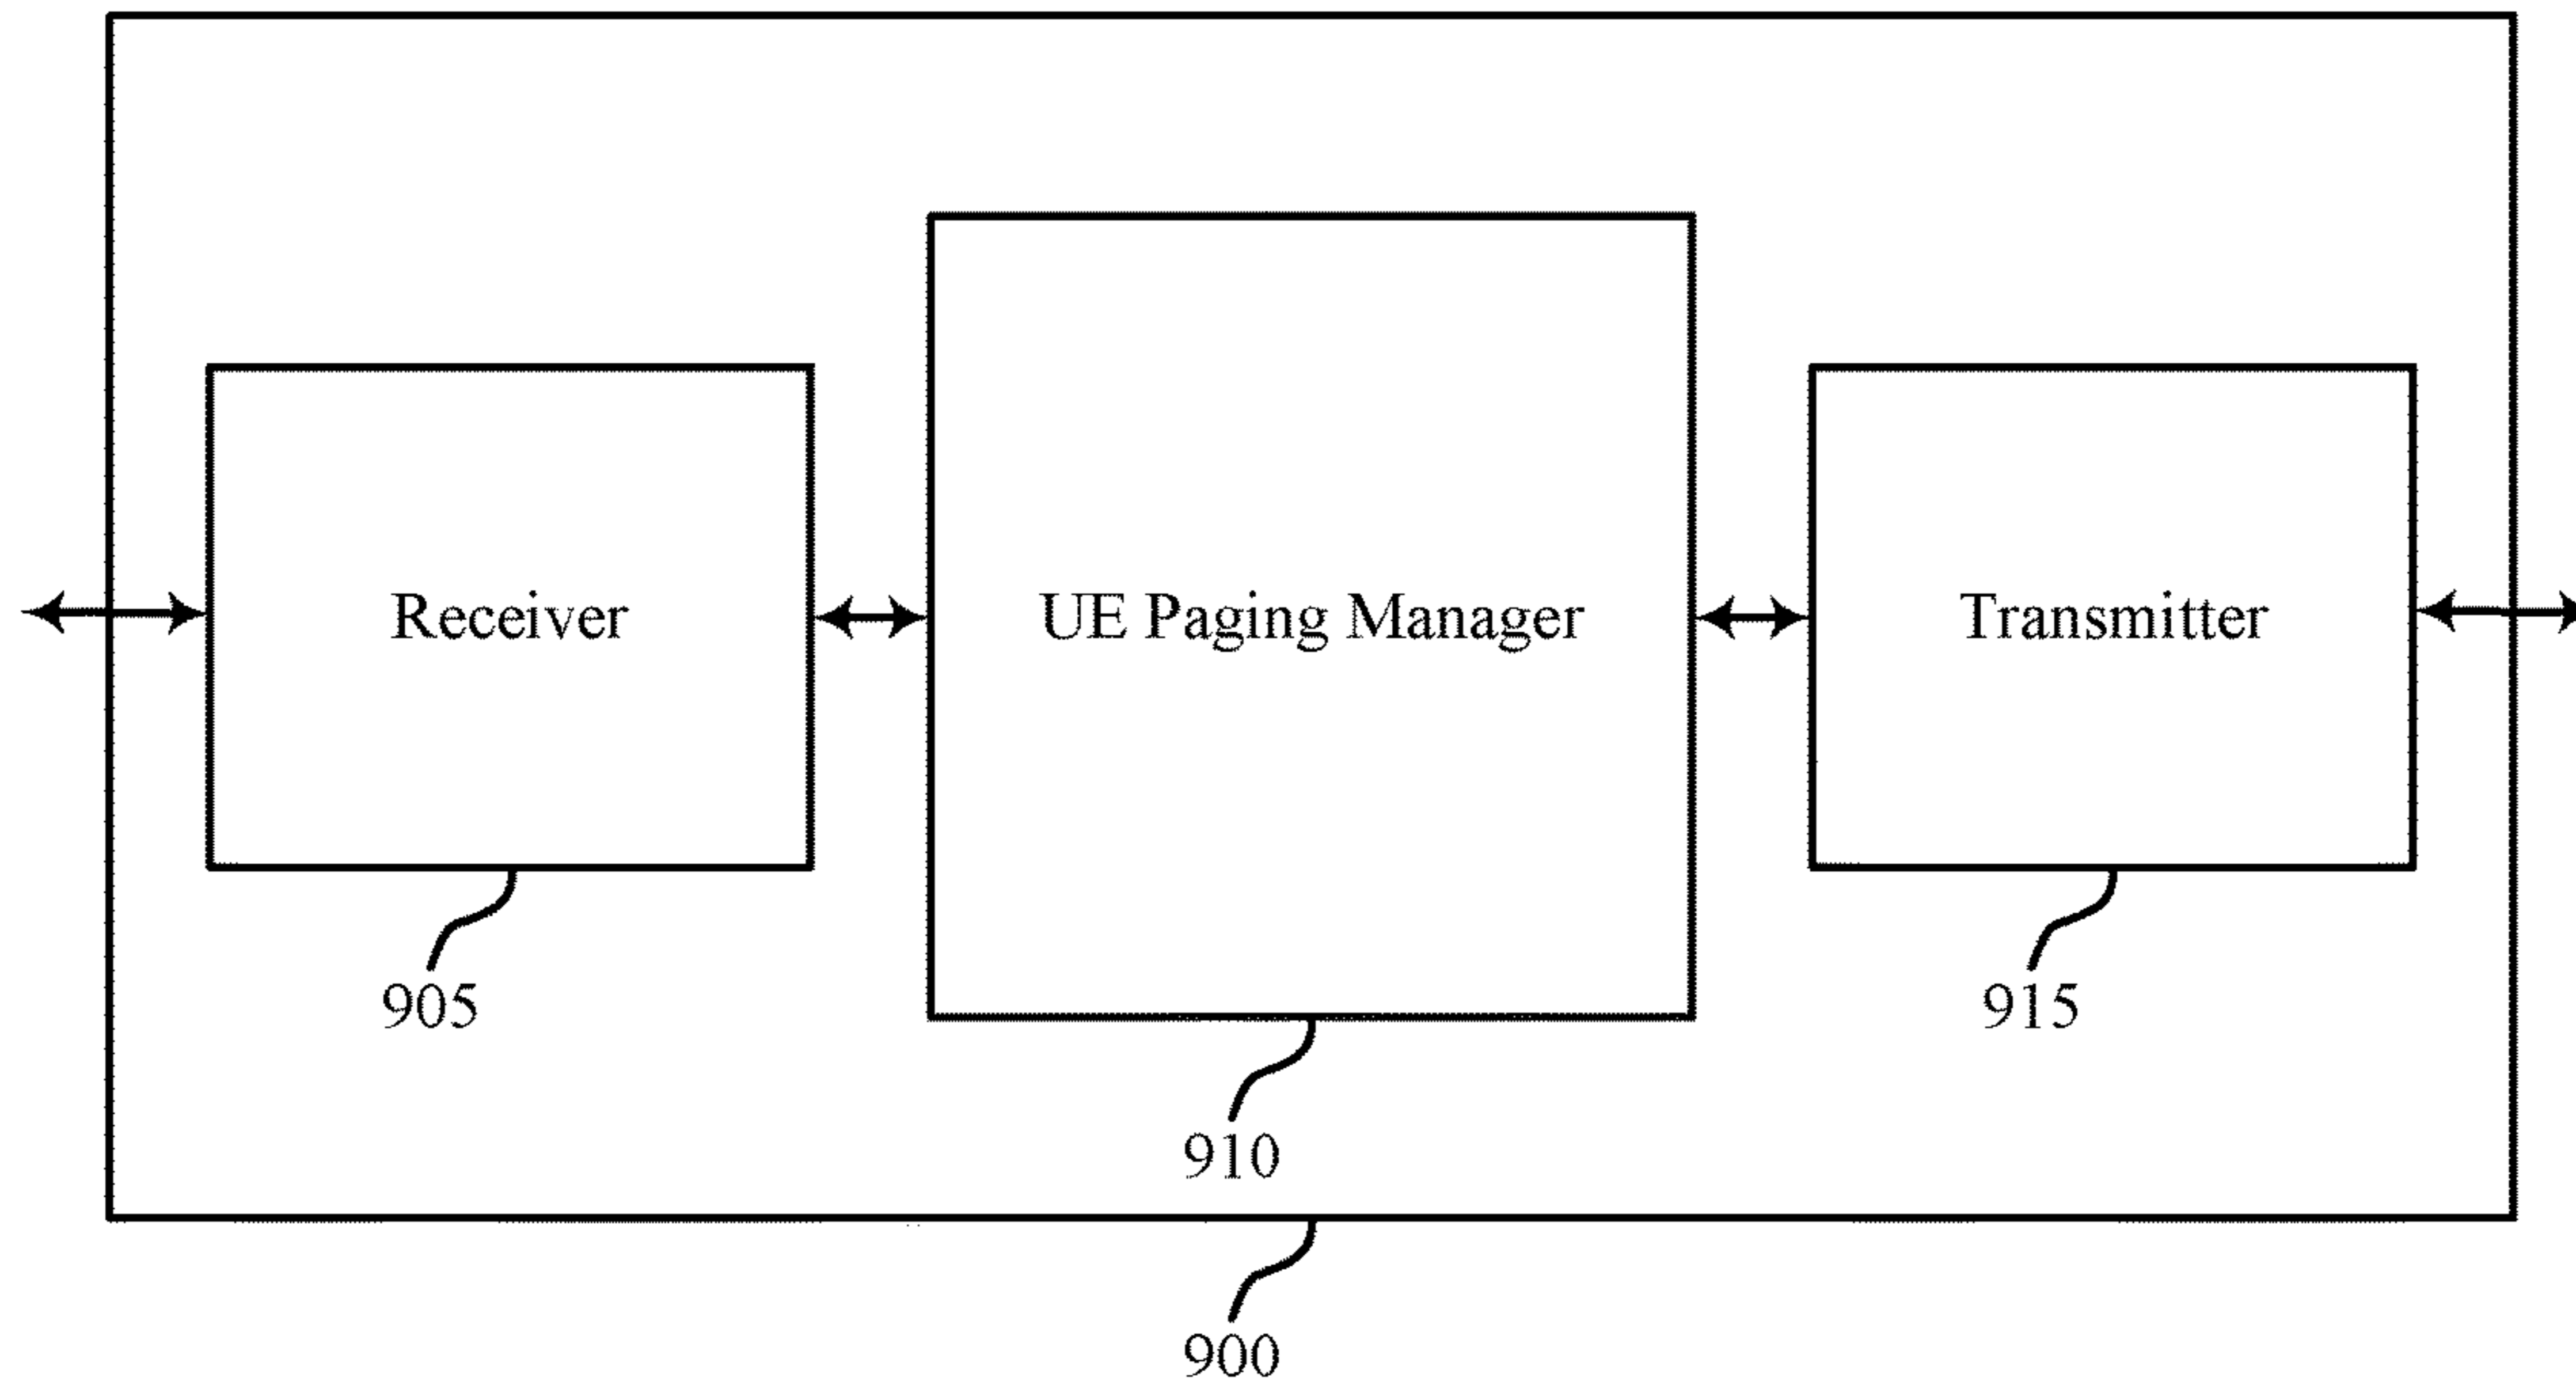 Receiver
UE Paging Manager
Transmitter
905
915
910
900